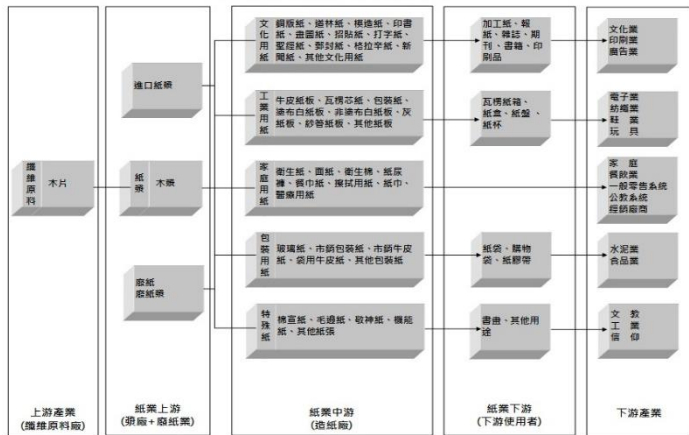 纖維原料
木片
上游產業
(纖維原料廠)
進口紙漿
紙漿
木漿
廢紙
廢紙漿
紙業上游
(漿廠+廢紙業)
文化用紙
銅版紙、道林紙、模造紙、印書
紙、畫圖紙、招貼紙、打字紙、
聖經紙、郵封紙、格拉辛紙、新
聞紙、其他文化用紙
工業用紙
牛皮紙板、瓦楞芯紙、包裝紙、
塗布白紙板、非塗布白紙板、灰
紙板、紗管紙板、其他紙板
家庭用紙
衛生紙、面紙、衛生棉、紙尿
褲、餐巾紙、擦拭用紙、紙巾、
醫療用紙
包裝用紙
玻璃紙、市銷包裝紙、市銷牛皮
紙、袋用牛皮紙、其他包裝紙
特殊紙
棉宣紙、毛邊紙、敬神紙、機能
紙、其他紙張
紙業中游
(造紙廠)
加工紙、報
紙、雜誌、期
刊、書籍、印
刷品
瓦楞紙箱、
紙盒、紙盤、
紙杯
紙袋、購物
袋、紙膠帶
書畫、其他用
途
紙業下游
(下游使用者)
文化業
印刷業
廣告業
電子業
紡織業
鞋 業
玩 具
家 庭
餐飲業
一般零售系統
公教系統
經銷廠商
水泥業
食品業
文 教
工 業
信 仰
下游產業